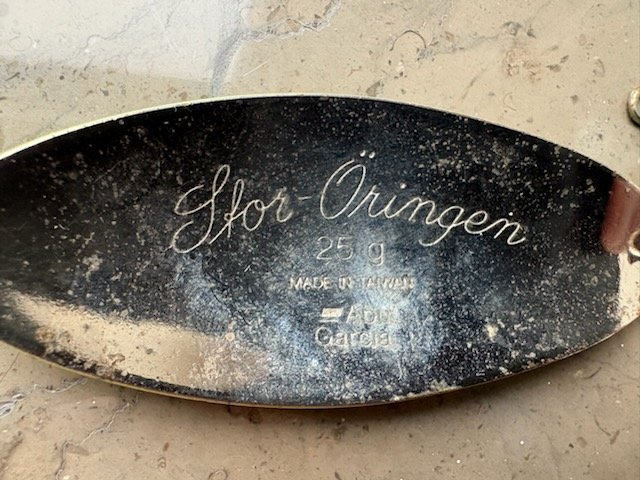 Stor-Öringen
25 g
MADE IN TAIWAN
Abu
Garcia